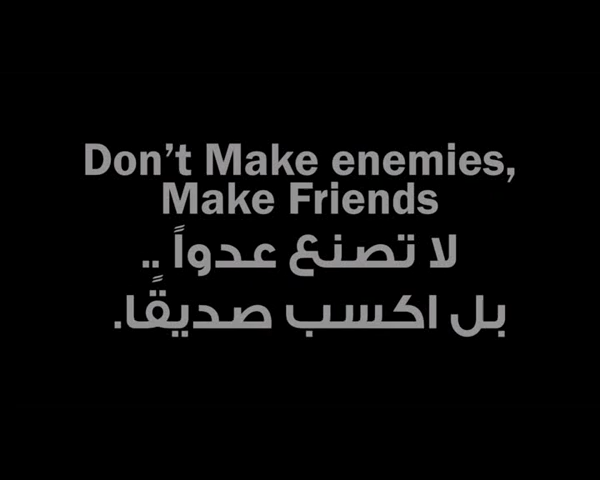 Don't Make enemies,
Make Friends
لا تصنع عدواً ..
بل اكسب صديقًا.